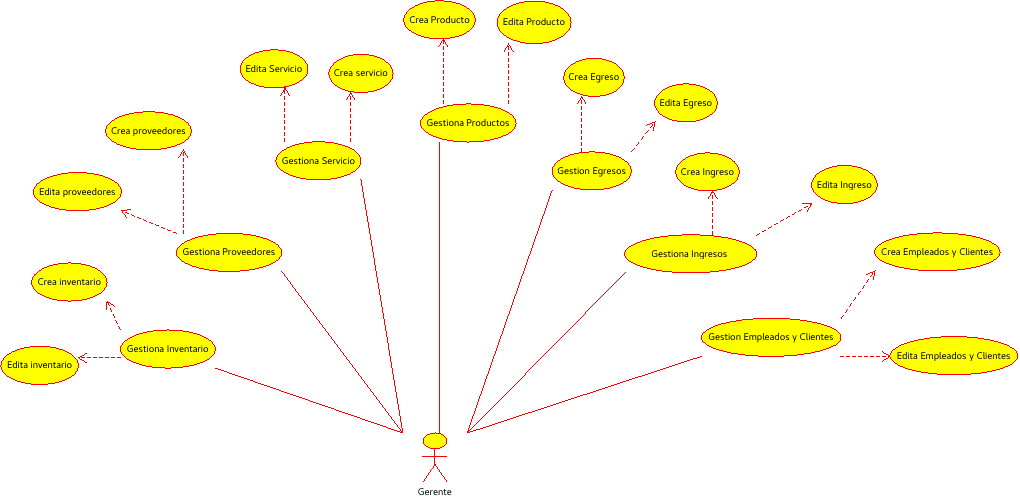 Crea Producto
Edita Producto
Edita Servicio
Crea servicio
Crea Egreso
Edita Egreso
Gestiona Productos
Crea proveedores
Gestiona Servicio
Gestion Egresos
Crea Ingreso
Edita Ingreso
Edita proveedores
Gestiona Proveedores
Gestiona Ingresos
Crea Empleados y Clientes
Crea inventario
Gestion Empleados y Clientes
Gestiona Inventario
Edita Empleados y Clientes
Edita inventario
Gerente